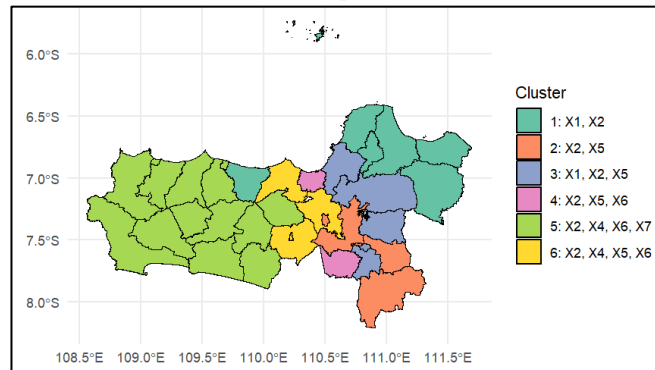 6.0°S
6.5°S
7.0°S
7.5°S
8.0°S
108.5°E 109.0°E 109.5°E 110.0°E 110.5°E 111.0°E 111.5°E
Cluster
1: X1, X2
2: X2, X5
3: X1, X2, X5
4: X2, X5, X6
5: X2, X4, X6, X7
6: X2, X4, X5, X6